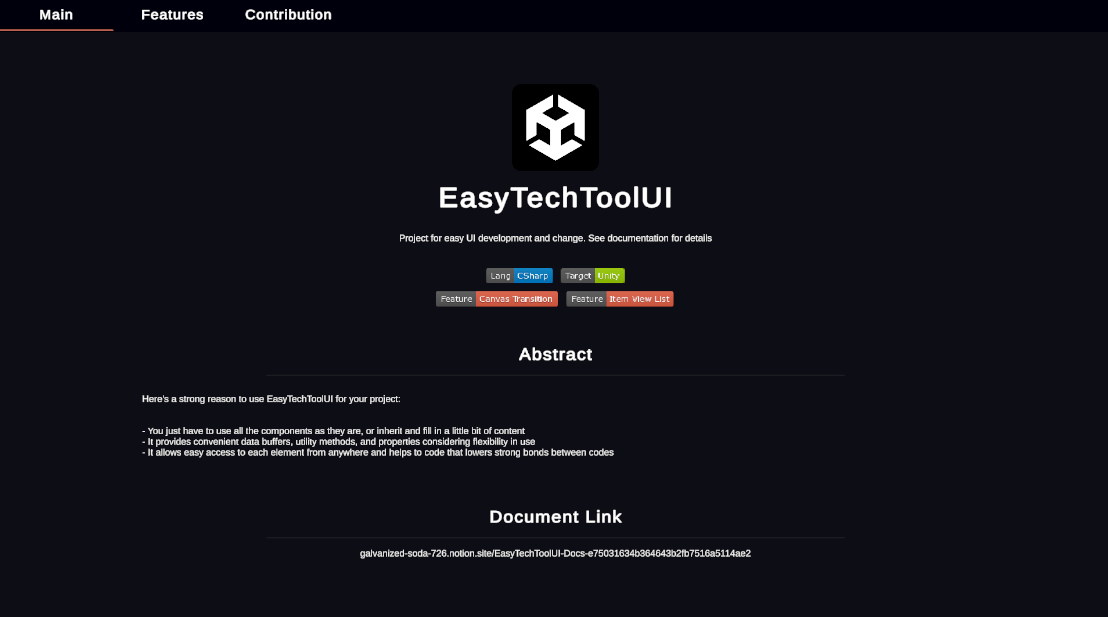 Main Features Contribution
EasyTechToolUI
Project for easy UI development and change. See documentation for details
Lang CSharp Target Unity
Feature Canvas Transition Feature Item View List
Abstract
Here's a strong reason to use EasyTechToolUI for your project:
- You just have to use all the components as they are, or inherit and fill in a little bit of content
- It provides convenient data buffers, utility methods, and properties considering flexibility in use
- It allows easy access to each element from anywhere and helps to code that lowers strong bonds between codes
Document Link
galvanized-soda-726.notion.site/EasyTechToolUI-Docs-e75031634b364643b2fb7516a5114ae2